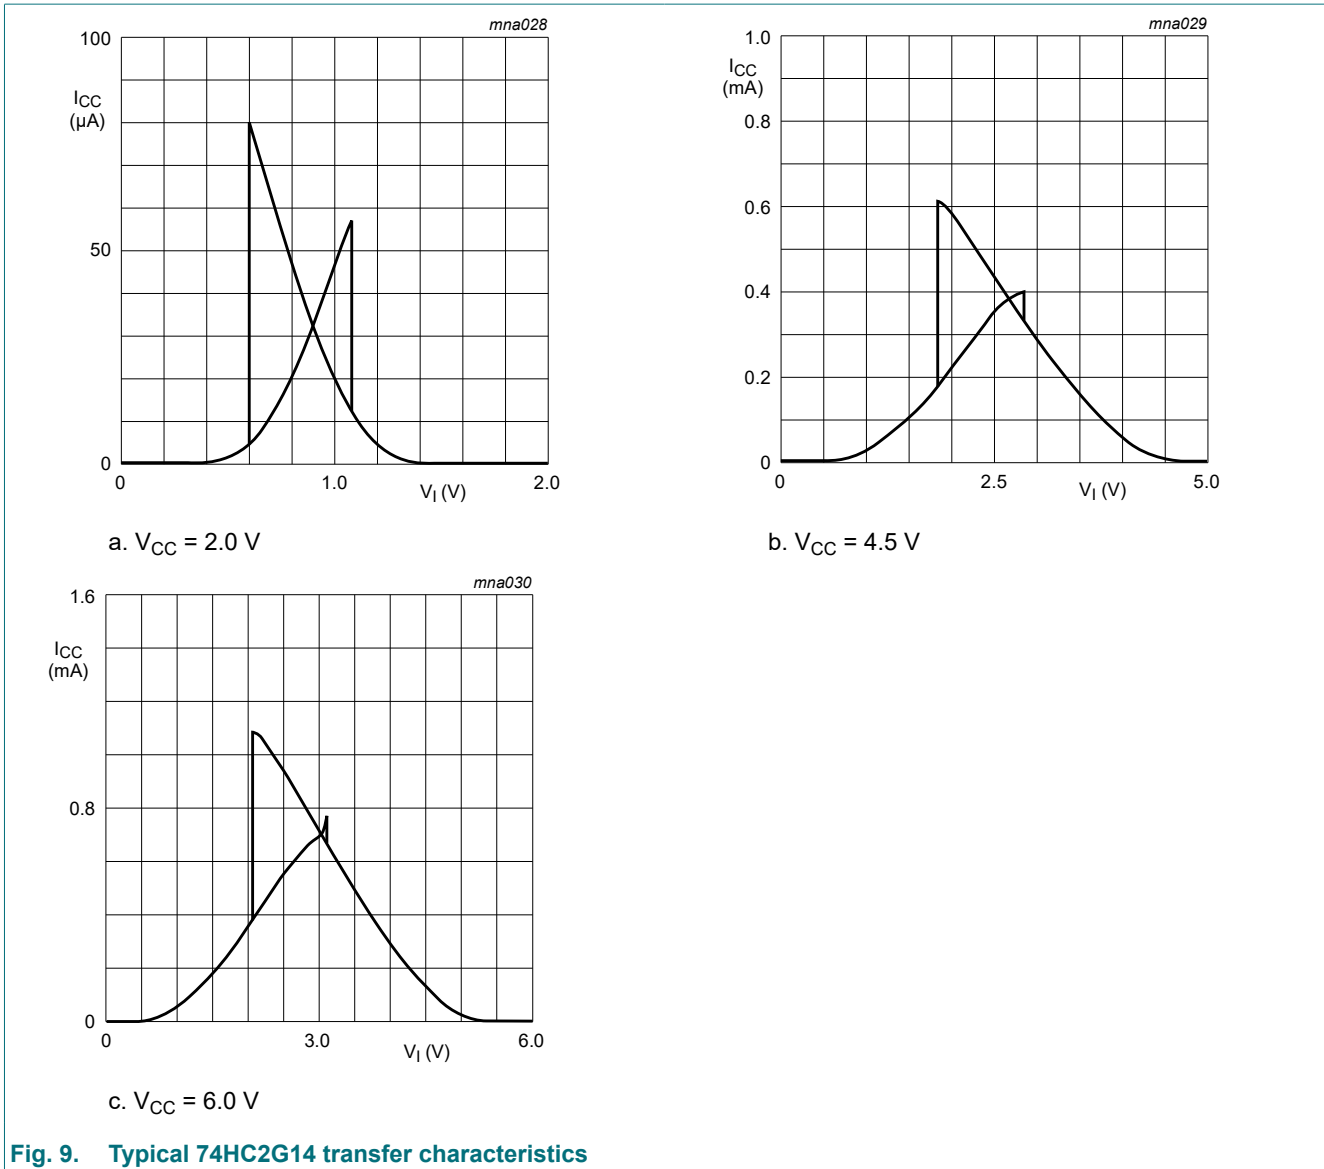 mna028
100
ICC
(µA)
50
0
0
1.0
2.0
VI (V)
a. VCC = 2.0 V
mna029
1.0
ICC
(mA)
0.8
0.6
0.4
0.2
0
0
2.5
5.0
VI (V)
b. VCC = 4.5 V
mna030
1.6
ICC
(mA)
0.8
0
0
3.0
6.0
VI (V)
c. VCC = 6.0 V
Fig. 9. Typical 74HC2G14 transfer characteristics